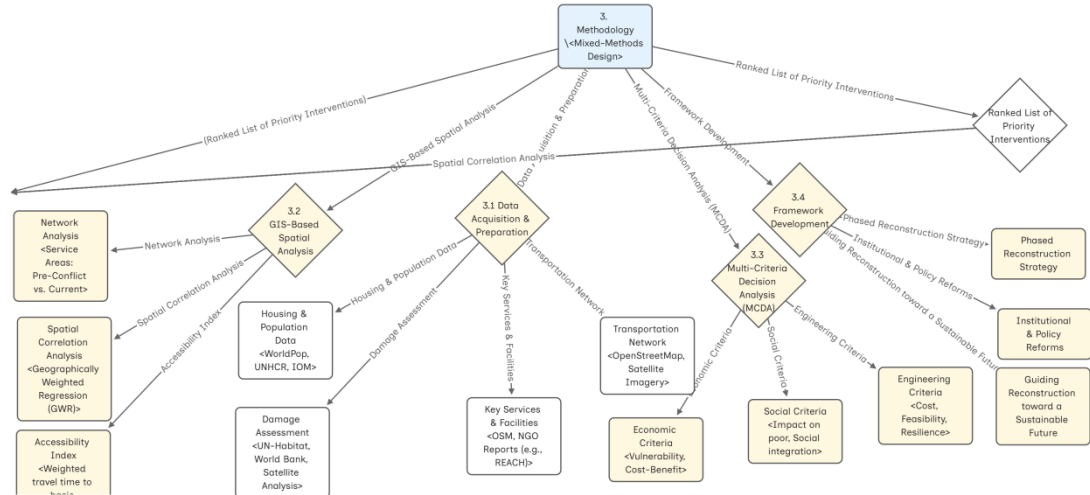 3.
Methodology
\<Mixed-Methods
Design>
(Ranked List of Priority Interventions)
GIS-Based Spatial Analysis
Multi-Criteria Decision Analysis (MCDA)
Framework Development
Ranked List of Priority Interventions
Ranked List of
Priority
Interventions
Spatial Correlation Analysis
3.2
GIS-Based
Spatial
Analysis
3.1 Data
Acquisition &
Preparation
3.4
Framework
Development
3.3
Multi-Criteria
Decision
Analysis
(MCDA)
Network Analysis
Spatial Correlation Analysis
Accessibility Index
Housing & Population Data
Damage Assessment
Key Services & Facilities
Transportation Network
Economic Criteria
Social Criteria
Engineering Criteria
Phased Reconstruction Strategy
Institutional & Policy Reforms
Guiding Reconstruction toward a Sustainable Future
Network
Analysis
<Service
Areas:
Pre-Conflict
vs. Current>
Spatial
Correlation
Analysis
<Geographically
Weighted
Regression
(GWR)>
Accessibility
Index
<Weighted
travel time to
Housing &
Population
Data
<WorldPop,
UNHCR, IOM>
Damage
Assessment
<UN-Habitat,
World Bank,
Satellite
Analysis>
Key Services
& Facilities
<OSM, NGO
Reports (e.g.,
REACH)>
Transportation
Network
<OpenStreetMap,
Satellite
Imagery>
Economic
Criteria
<Vulnerability,
Cost-Benefit>
Social Criteria
<Impact on
poor, Social
integration>
Engineering
Criteria
<Cost,
Feasibility,
Resilience>
Phased
Reconstruction
Strategy
Institutional
& Policy
Reforms
Guiding
Reconstruction
toward a
Sustainable
Future